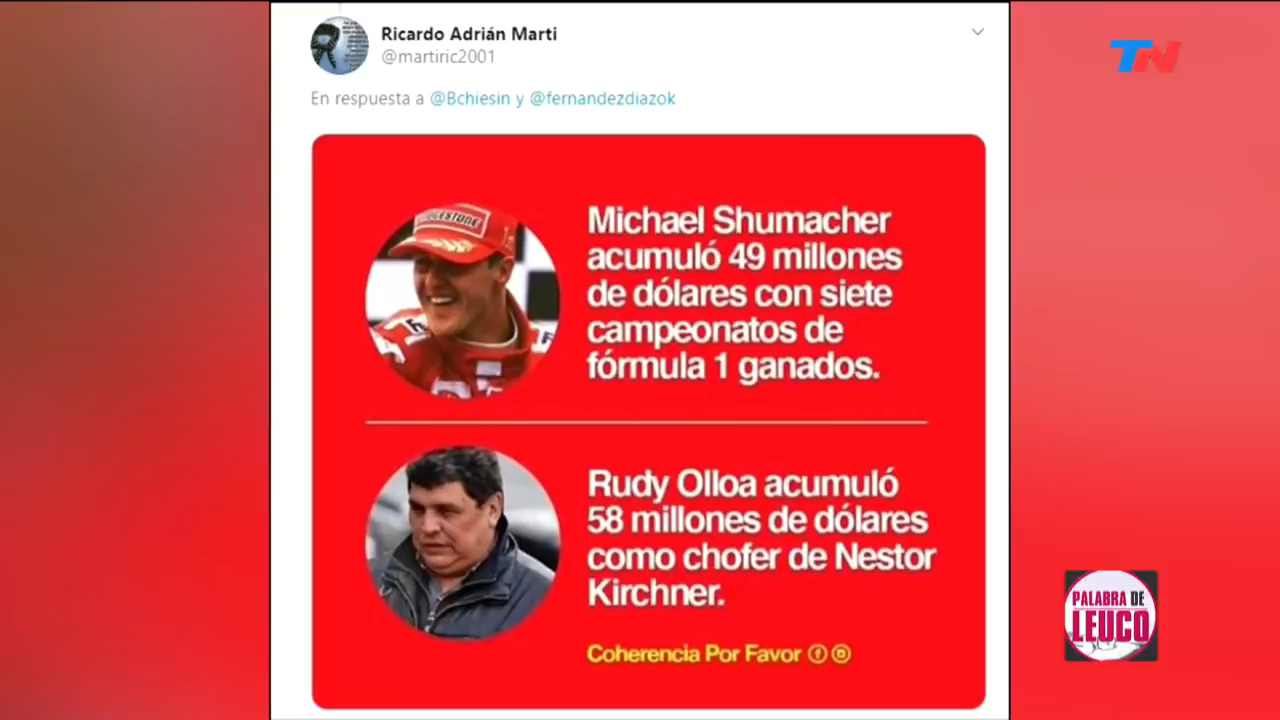 Ricardo Adrián Marti
@martiric2001
TN
En respuesta a @Bchiesin y @fernandezdiazok
BRIDGESTONE
Michael Shumacher
acumuló 49 millones
de dólares con siete
campeonatos de
fórmula 1 ganados.
Rudy Olloa acumuló
58 millones de dólares
como chofer de Nestor
Kirchner.
Coherencia Por Favor
PALABRA DE
LEUCO